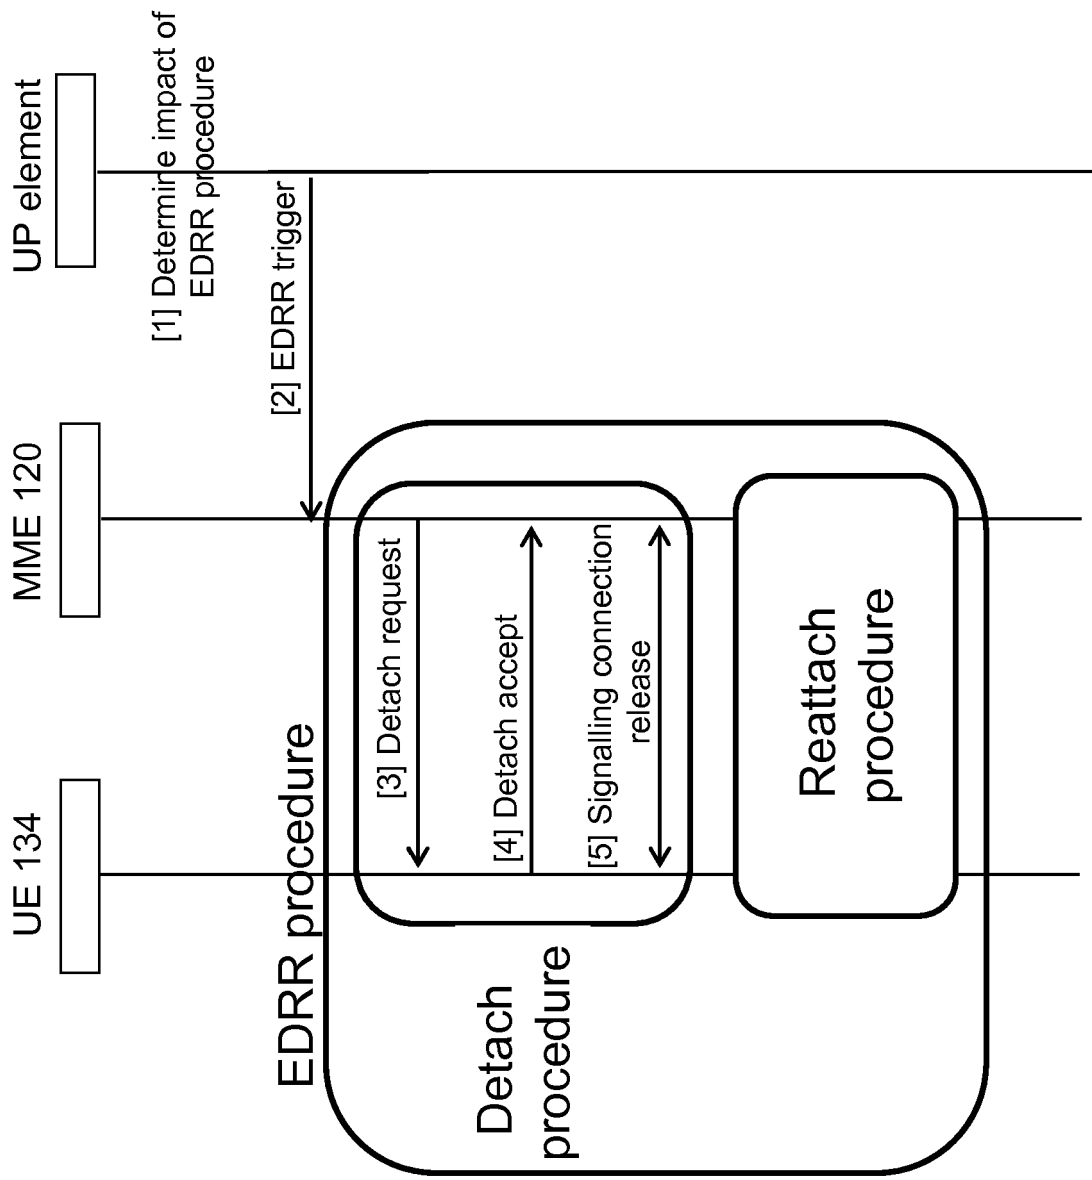 UE 134
MME 120
UP element
[1] Determine impact of
EDRR procedure
[2] EDRR trigger
EDRR procedure
Detach
procedure
[3] Detach request
[4] Detach accept
[5] Signalling connection
release
Reattach
procedure